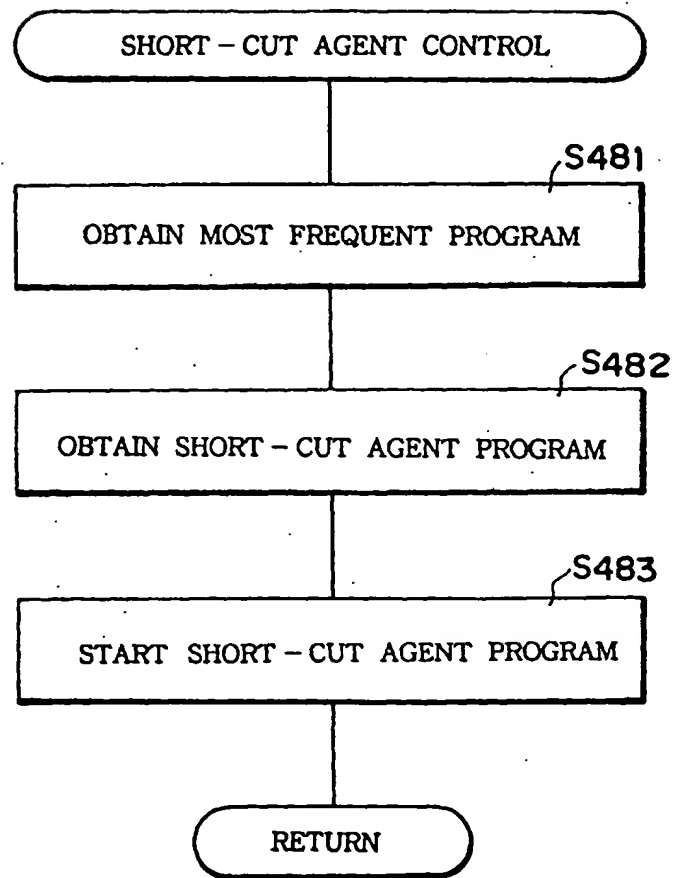 SHORT-CUT AGENT CONTROL
S481
OBTAIN MOST FREQUENT PROGRAM
S482
OBTAIN SHORT-CUT AGENT PROGRAM
S483
START SHORT-CUT AGENT PROGRAM
RETURN